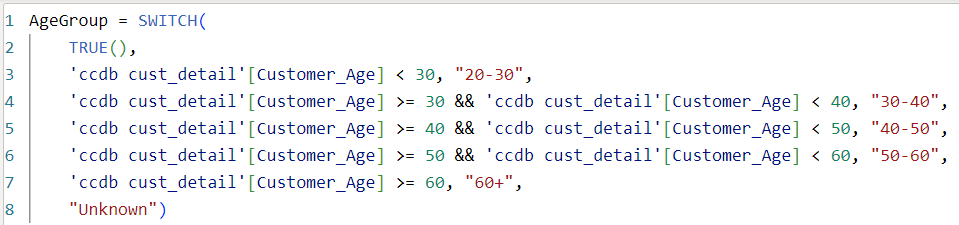 1 AgeGroup = SWITCH(
2 TRUE(),
3 'ccdb cust_detail'[Customer_Age] < 30, "20-30",
4 'ccdb cust_detail'[Customer_Age] >= 30 && 'ccdb cust_detail'[Customer_Age] < 40, "30-40",
5 'ccdb cust_detail'[Customer_Age] >= 40 && 'ccdb cust_detail'[Customer_Age] < 50, "40-50",
6 'ccdb cust_detail'[Customer_Age] >= 50 && 'ccdb cust_detail'[Customer_Age] < 60, "50-60",
7 'ccdb cust_detail'[Customer_Age] >= 60, "60+",
8 "Unknown")